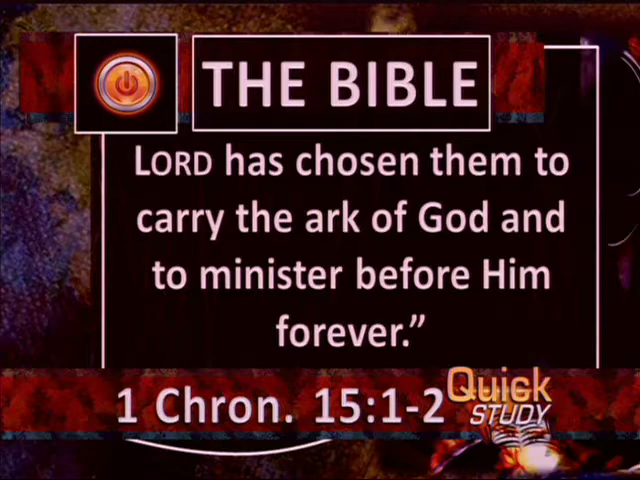 THE BIBLE
LORD has chosen them to
carry the ark of God and
to minister before Him
forever.”
1 Chron. 15:1-2
Quick
STUDY